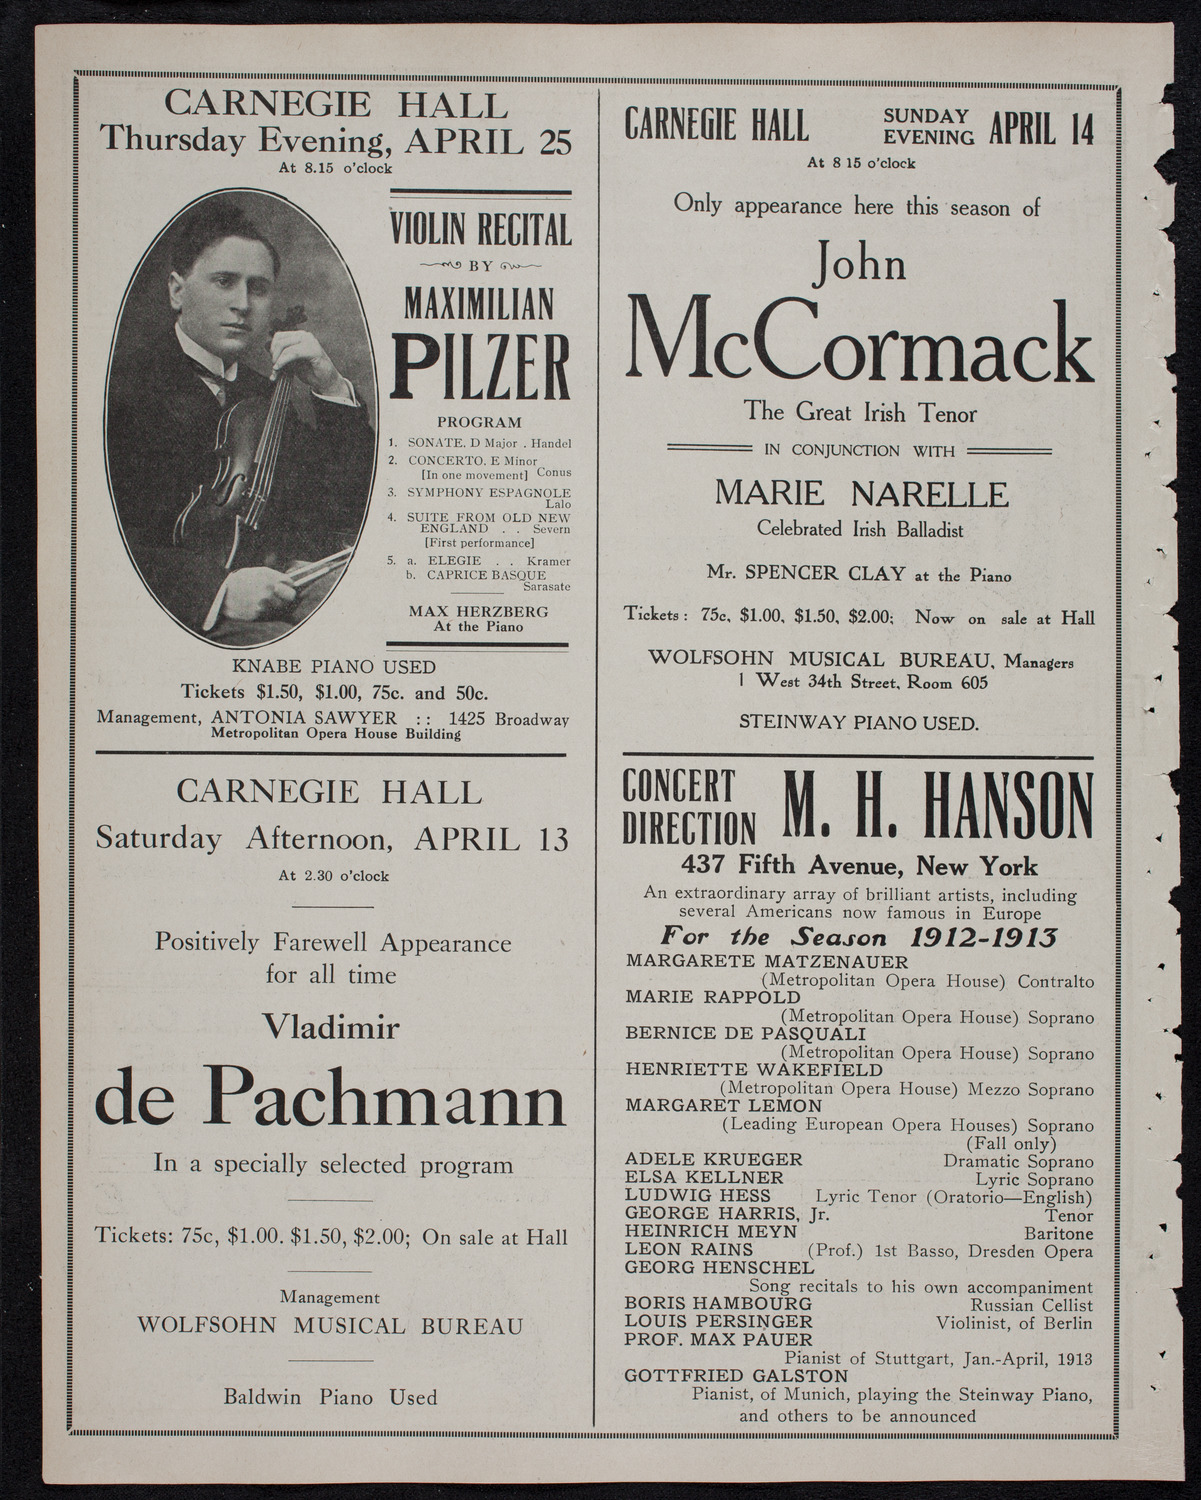 CARNEGIE HALL
Thursday Evening, APRIL 25
At 8.15 o'clock
VIOLIN RECITAL
BY
MAXIMILIAN
PILZER
PROGRAM
1. SONATE. D Major . Handel
2. CONCERTO. E Minor
[In one movement] Conus
3. SYMPHONY ESPAGNOLE
Lalo
4. SUITE FROM OLD NEW
ENGLAND . . Severn
[First performance]
5. a. ELEGIE . . Kramer
b. CAPRICE BASQUE
Sarasate
MAX HERZBERG
At the Piano
KNABE PIANO USED
Tickets $1.50, $1.00, 75c. and 50c.
Management, ANTONIA SAWYER :: 1425 Broadway
Metropolitan Opera House Building
CARNEGIE HALL
Saturday Afternoon, APRIL 13
At 2.30 o'clock
Positively Farewell Appearance
for all time
Vladimir
de Pachmann
In a specially selected program
Tickets: 75c, $1.00. $1.50, $2.00; On sale at Hall
Management
WOLFSOHN MUSICAL BUREAU
Baldwin Piano Used
CARNEGIE HALL SUNDAY EVENING APRIL 14
At 8 15 o'clock
Only appearance here this season of
John
McCormack
The Great Irish Tenor
IN CONJUNCTION WITH
MARIE NARELLE
Celebrated Irish Balladist
Mr. SPENCER CLAY at the Piano
Tickets: 75c, $1.00, $1.50, $2.00; Now on sale at Hall
WOLFSOHN MUSICAL BUREAU, Managers
1 West 34th Street, Room 605
STEINWAY PIANO USED.
CONCERT DIRECTION M. H. HANSON
437 Fifth Avenue, New York
An extraordinary array of brilliant artists, including
several Americans now famous in Europe
For the Season 1912-1913
MARGARETE MATZENAUER
(Metropolitan Opera House) Contralto
MARIE RAPPOLD
(Metropolitan Opera House) Soprano
BERNICE DE PASQUALI
(Metropolitan Opera House) Soprano
HENRIETTE WAKEFIELD
(Metropolitan Opera House) Mezzo Soprano
MARGARET LEMON
(Leading European Opera Houses) Soprano
(Fall only)
ADELE KRUEGER Dramatic Soprano
ELSA KELLNER Lyric Soprano
LUDWIG HESS Lyric Tenor (Oratorio—English)
GEORGE HARRIS, Jr. Tenor
HEINRICH MEYN Baritone
LEON RAINS (Prof.) 1st Basso, Dresden Opera
GEORG HENSCHEL
Song recitals to his own accompaniment
BORIS HAMBOURG Russian Cellist
LOUIS PERSINGER Violinist, of Berlin
PROF. MAX PAUER
Pianist of Stuttgart, Jan.-April, 1913
GOTTFRIED GALSTON
Pianist, of Munich, playing the Steinway Piano,
and others to be announced